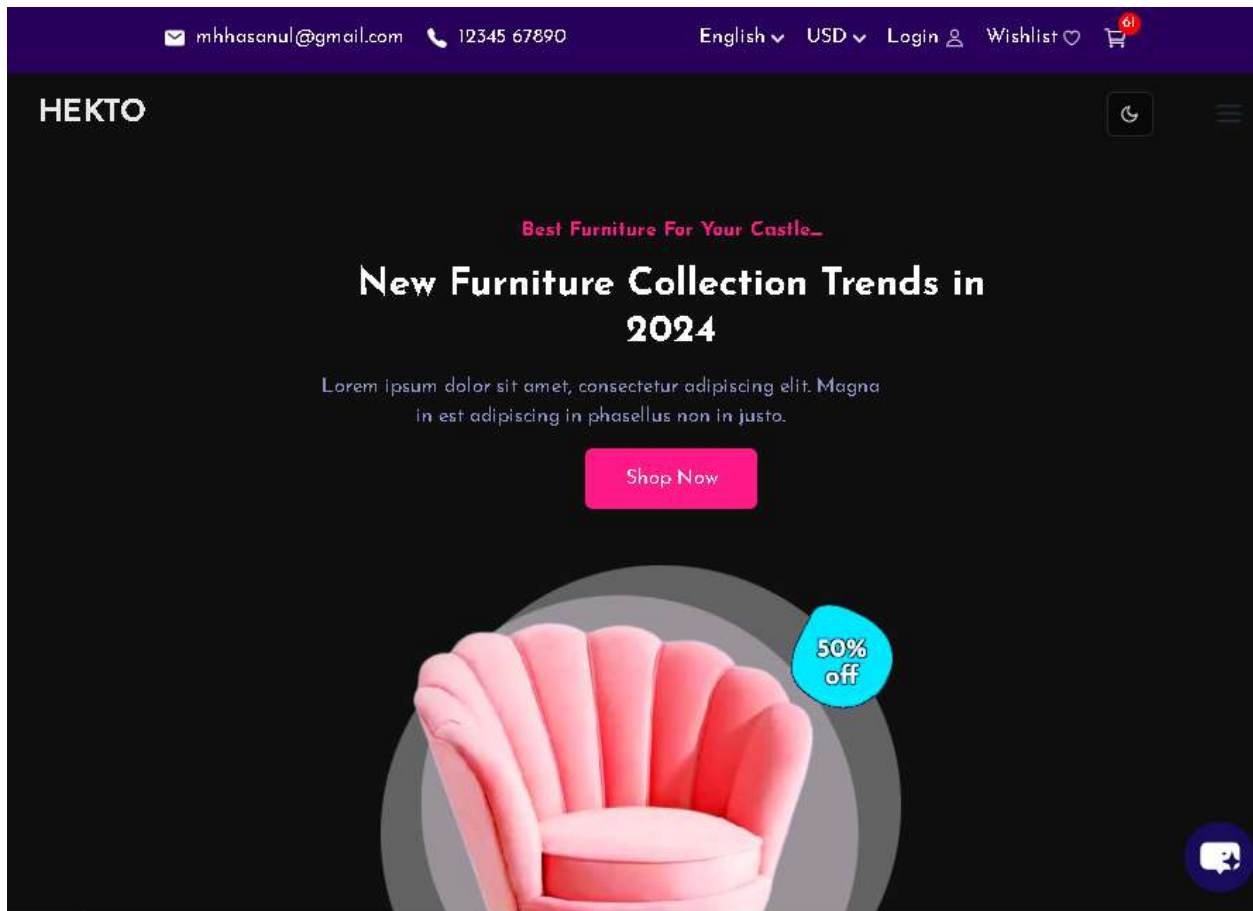 mhhasanul@gmail.com 12345 67890 English USD Login Wishlist 61
HEKTO
Best Furniture For Your Castle_
New Furniture Collection Trends in
2024
Lorem ipsum dolor sit amet, consectetur adipiscing elit. Magna
in est adipiscing in phasellus non in justo.
Shop Now
50%
off